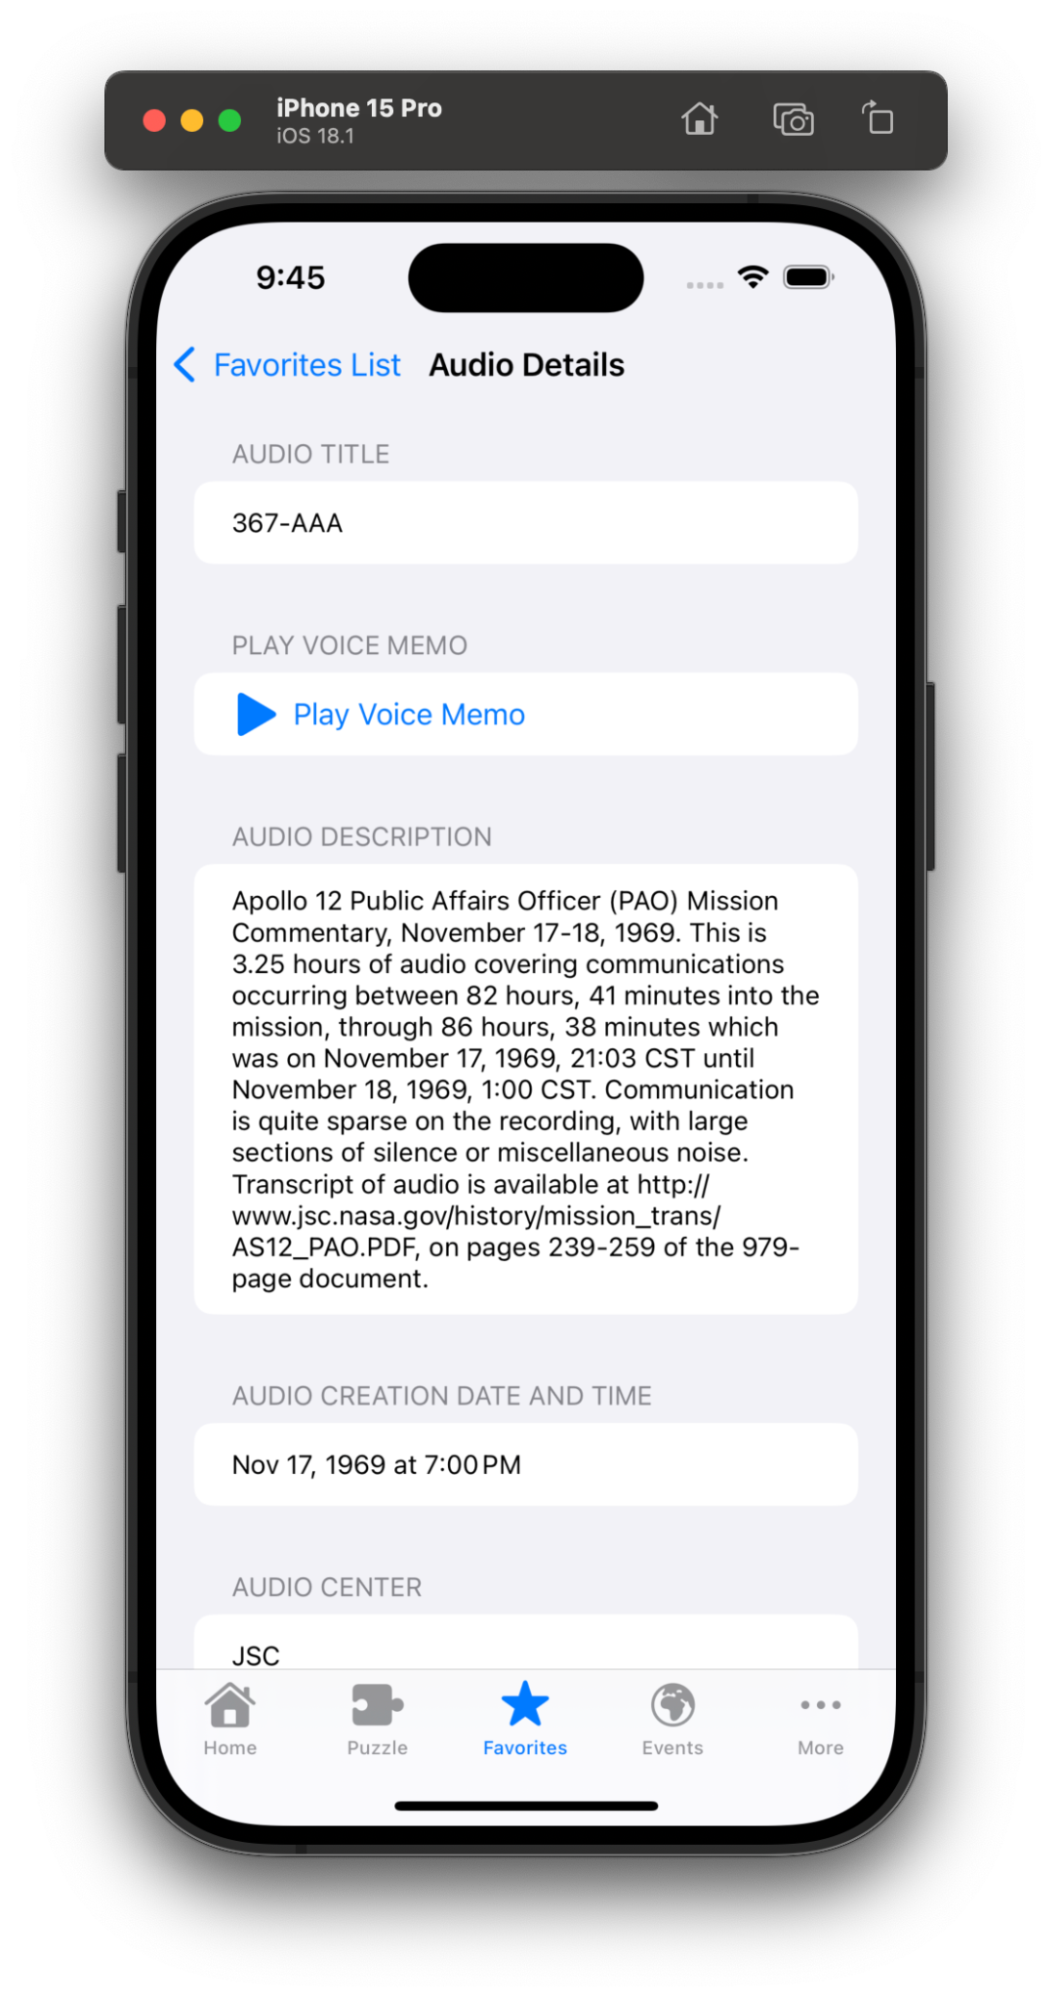 iPhone 15 Pro
iOS 18.1
9:45
Favorites List Audio Details
AUDIO TITLE
367-AAA
PLAY VOICE MEMO
Play Voice Memo
AUDIO DESCRIPTION
Apollo 12 Public Affairs Officer (PAO) Mission
Commentary, November 17-18, 1969. This is
3.25 hours of audio covering communications
occurring between 82 hours, 41 minutes into the
mission, through 86 hours, 38 minutes which
was on November 17, 1969, 21:03 CST until
November 18, 1969, 1:00 CST. Communication
is quite sparse on the recording, with large
sections of silence or miscellaneous noise.
Transcript of audio is available at http://
www.jsc.nasa.gov/history/mission_trans/
AS12_PAO.PDF, on pages 239-259 of the 979-
page document.
AUDIO CREATION DATE AND TIME
Nov 17, 1969 at 7:00 PM
AUDIO CENTER
JSC
Home Puzzle Favorites Events More